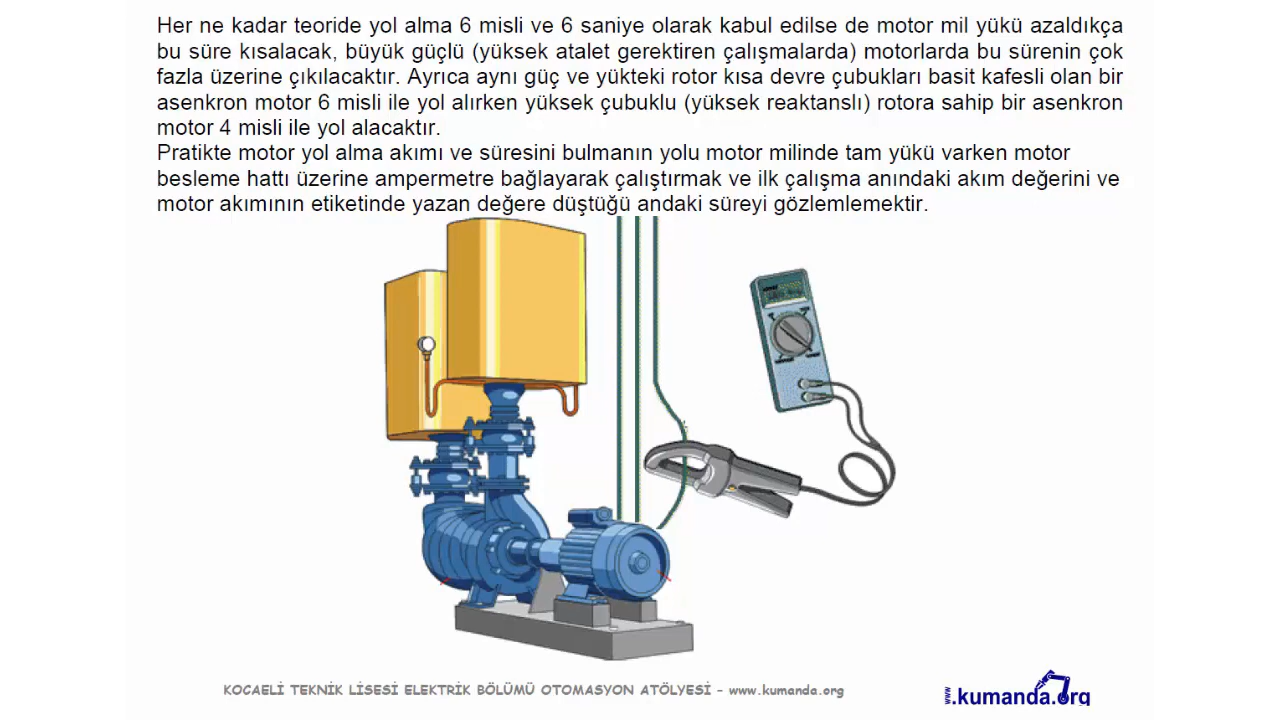 Her ne kadar teoride yol alma 6 misli ve 6 saniye olarak kabul edilse de motor mil yükü azaldıkça
bu süre kısalacak, büyük güçlü (yüksek atalet gerektiren çalışmalarda) motorlarda bu sürenin çok
fazla üzerine çıkılacaktır. Ayrıca aynı güç ve yükteki rotor kısa devre çubukları basit kafesli olan bir
asenkron motor 6 misli ile yol alırken yüksek çubuklu (yüksek reaktanslı) rotora sahip bir asenkron
motor 4 misli ile yol alacaktır.
Pratikte motor yol alma akımı ve süresini bulmanın yolu motor milinde tam yükü varken motor
besleme hattı üzerine ampermetre bağlayarak çalıştırmak ve ilk çalışma anındaki akım değerini ve
motor akımının etiketinde yazan değere düştüğü andaki süreyi gözlemlemektir.
KOCAELİ TEKNİK LİSESİ ELEKTRİK BÖLÜMÜ OTOMASYON ATÖLYESİ - www.kumanda.org
www.kumanda.org